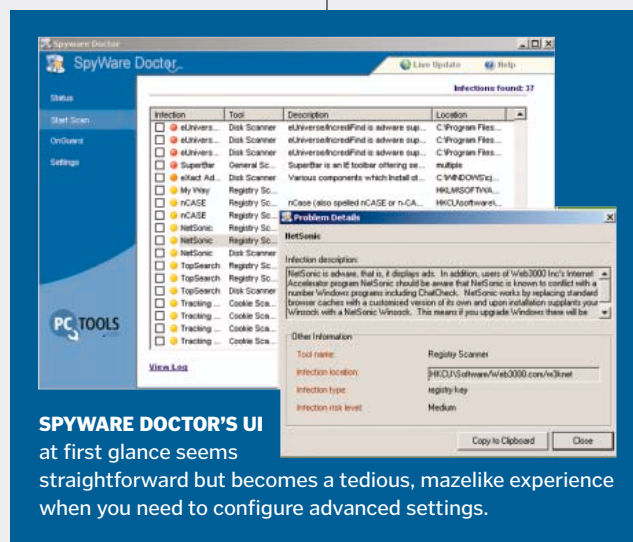 Spyware Doctor
SpyWare Doctor
Live Update Help
Infections found: 37
Status
Start Scan
OnGuard
Settings
Infection Tool Description Location
eUnivers... Disk Scanner eUniverse/IncrediFind is adware sup... C:\Program Files...
eUnivers... Disk Scanner eUniverse/IncrediFind is adware sup... C:\Program Files...
eUnivers... Disk Scanner eUniverse/IncrediFind is adware sup... C:\Program Files...
SuperBar General Sc... SuperBar is an IE toolbar offering se... multiple
eXact Ad... Disk Scanner Various components which Install ot... C:\WINDOWS\cj...
My Way Registry Sc... HKLM\SOFTWA...
nCASE Registry Sc... nCase (also spelled nCASE or n-CA... HKCU\software\...
nCASE Registry Sc...
NetSonic Registry Sc...
NetSonic Registry Sc...
NetSonic Disk Scanner
TopSearch Registry Sc...
TopSearch Registry Sc...
TopSearch Disk Scanner
Tracking ... Cookie Sca...
Tracking ... Cookie Sca...
Tracking ... Cookie Sca...
View Log
PC TOOLS
Problem Details
NetSonic
Infection description:
NetSonic is adware, that is, it displays ads. In addition, users of Web3000 Inc's Internet
Accelerator program NetSonic should be aware that NetSonic is known to conflict with a
number Windows programs including ChatCheck. NetSonic works by replacing standard
browser caches with a customised version of its own and upon installation supplants your
Winsock with a NetSonic Winsock. This means if you upgrade Windows there will be
Other Information
Tool name: Registry Scanner
Infection location: HKCU\Software/Web3000.com/w3knet
Infection type: registry key
Infection risk level: Medium
Copy to Clipboard Close
SPYWARE DOCTOR'S UI
at first glance seems
straightforward but becomes a tedious, mazelike experience
when you need to configure advanced settings.